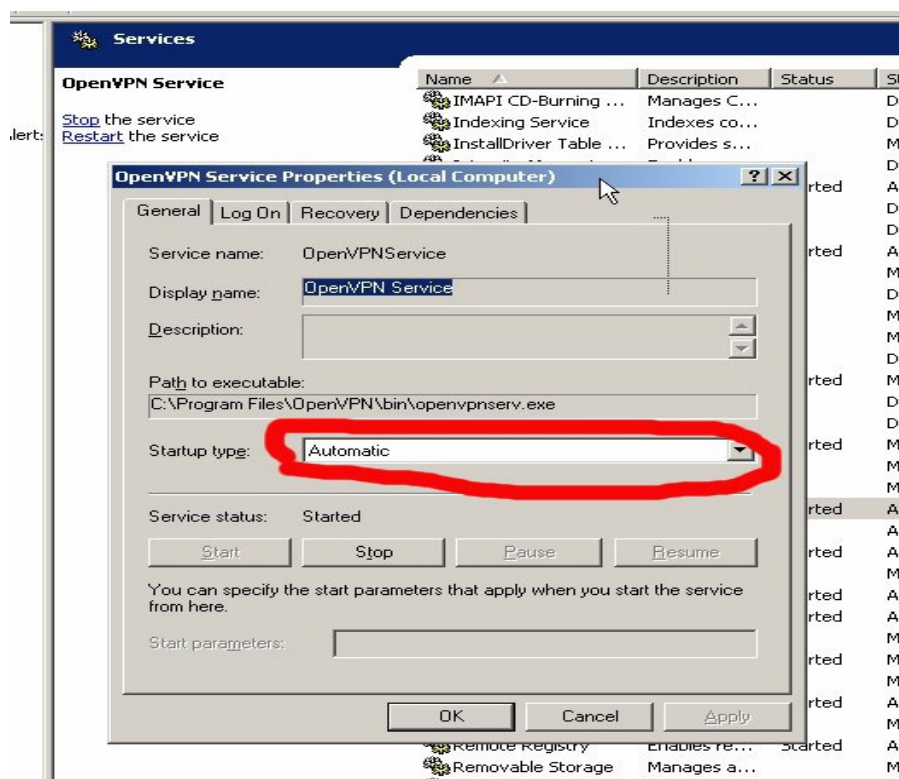 Services
OpenVPN Service
Stop the service
Restart the service
Name Description Status
IMAPI CD-Burning ... Manages C... D
Indexing Service Indexes co... D
InstallDriver Table ... Provides s... M
OpenVPN Service Properties (Local Computer)
General Log On Recovery Dependencies
Service name: OpenVPNService
Display name: OpenVPN Service
Description:
Path to executable:
C:\Program Files\OpenVPN\bin\openvpnserv.exe
Startup type: Automatic
Service status: Started
Start Stop Pause Resume
You can specify the start parameters that apply when you start the service
from here.
Start parameters:
OK Cancel Apply
Remote Registry Enables re... Started A
Removable Storage Manages a... M